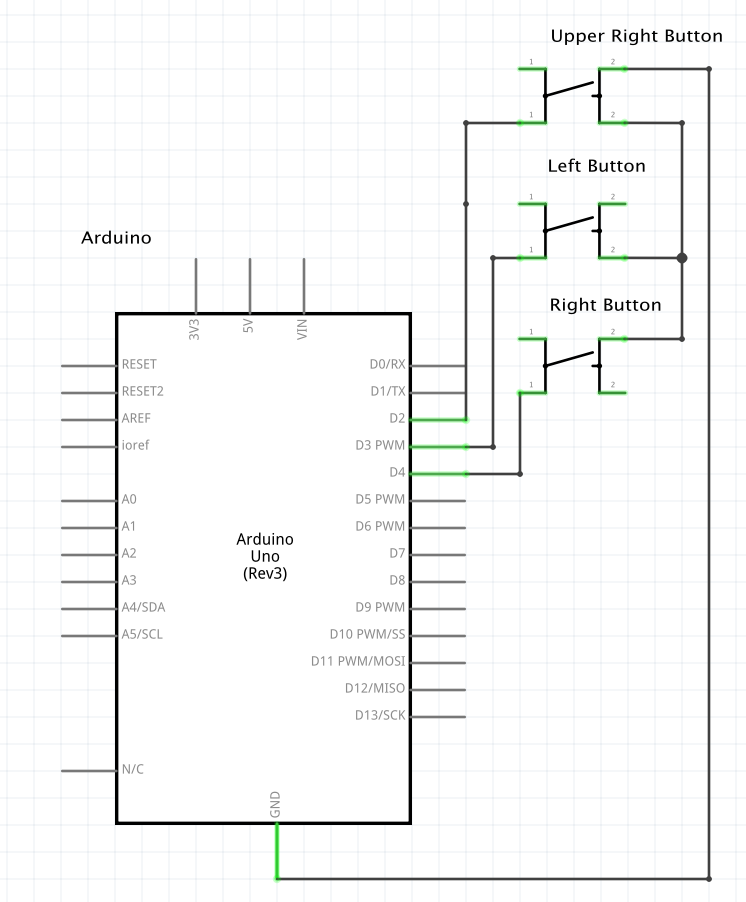 Upper Right Button
1 2
1 2
Left Button
1 2
1 2
Right Button
1 2
1 2
Arduino
3V3 5V VIN
RESET D0/RX
RESET2 D1/TX
AREF D2
ioref D3 PWM
D4
A0 D5 PWM
A1 D6 PWM
A2 D7
A3 D8
A4/SDA D9 PWM
A5/SCL D10 PWM/SS
D11 PWM/MOSI
D12/MISO
D13/SCK
Arduino
Uno
(Rev3)
N/C
GND